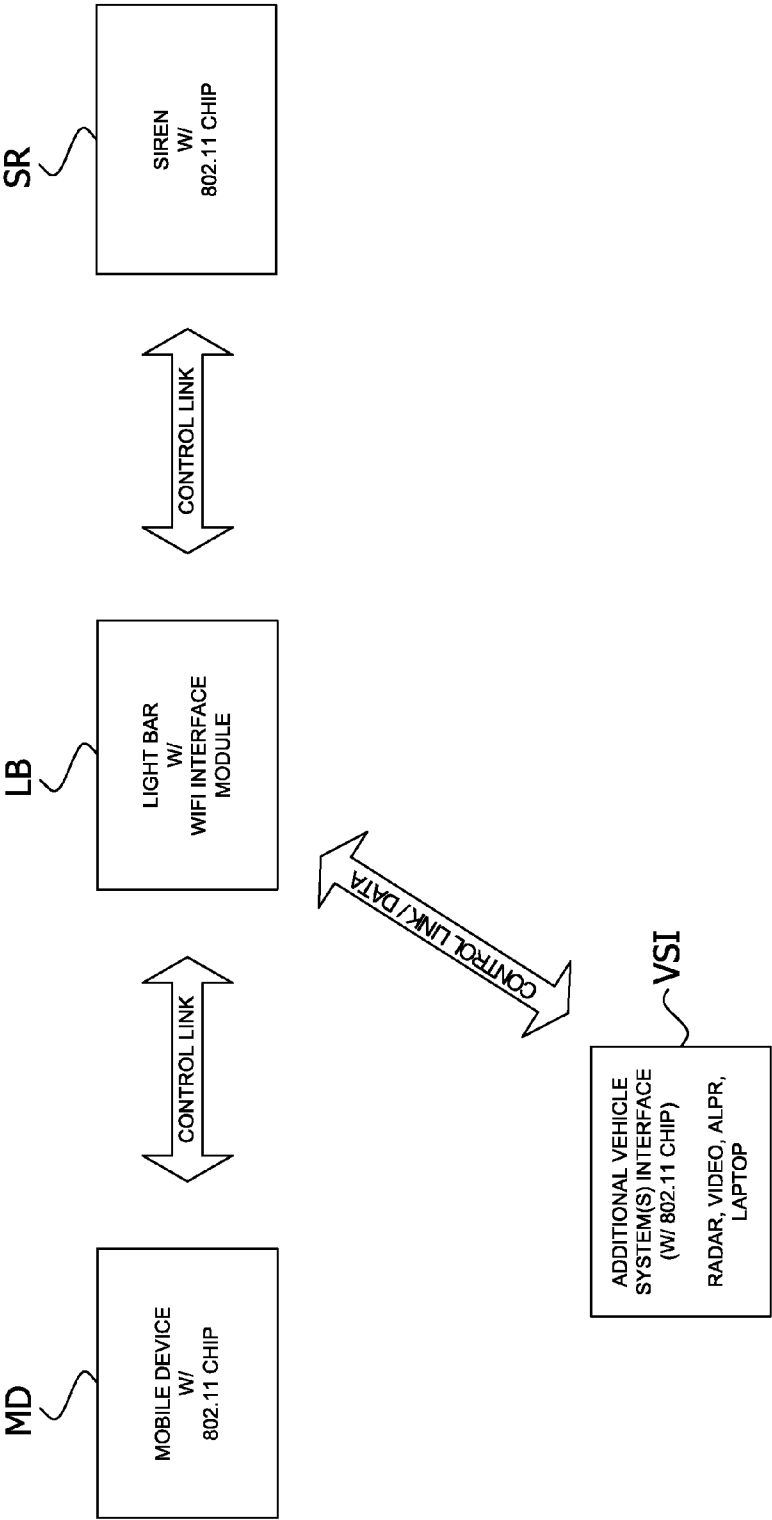 MD
MOBILE DEVICE
W/
802.11 CHIP
CONTROL LINK
LB
LIGHT BAR
W/
WIFI INTERFACE
MODULE
CONTROL LINK
SR
SIREN
W/
802.11 CHIP
CONTROL LINK / DATA
VSI
ADDITIONAL VEHICLE
SYSTEM(S) INTERFACE
(W/ 802.11 CHIP)
RADAR, VIDEO, ALPR,
LAPTOP